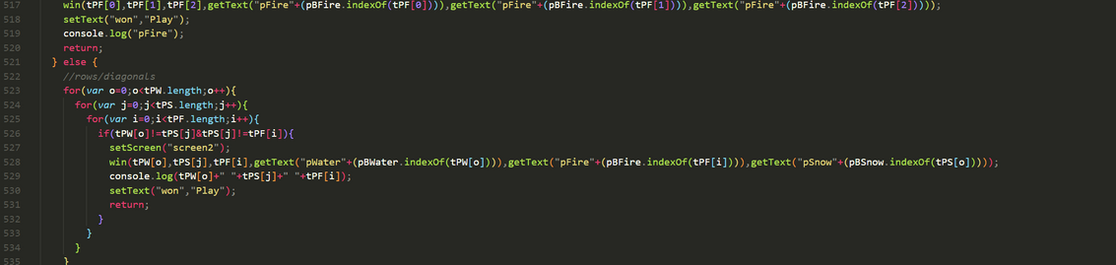 517 win(tPF[0],tPF[1],tPF[2],getText("pFire"+(pBFire.indexOf(tPF[0]))),getText("pFire"+(pBFire.indexOf(tPF[1]))),getText("pFire"+(pBFire.indexOf(tPF[2]))));
518 setText("won","Play");
519 console.log("pFire");
520 return;
521 } else {
522 //rows/diagonals
523 for(var o=0;o<tPW.length;o++){
524 for(var j=0;j<tPS.length;j++){
525 for(var i=0;i<tPF.length;i++){
526 if(tPW[o]!=tPS[j]&tPS[j]!=tPF[i]){
527 setScreen("screen2");
528 win(tPW[o],tPS[j],tPF[i],getText("pWater"+(pBWater.indexOf(tPW[o]))),getText("pFire"+(pBFire.indexOf(tPF[i]))),getText("pSnow"+(pBSnow.indexOf(tPS[o]))));
529 console.log(tPW[o]+" "+tPS[j]+" "+tPF[i]);
530 setText("won","Play");
531 return;
532 }
533 }
534 }
535 }